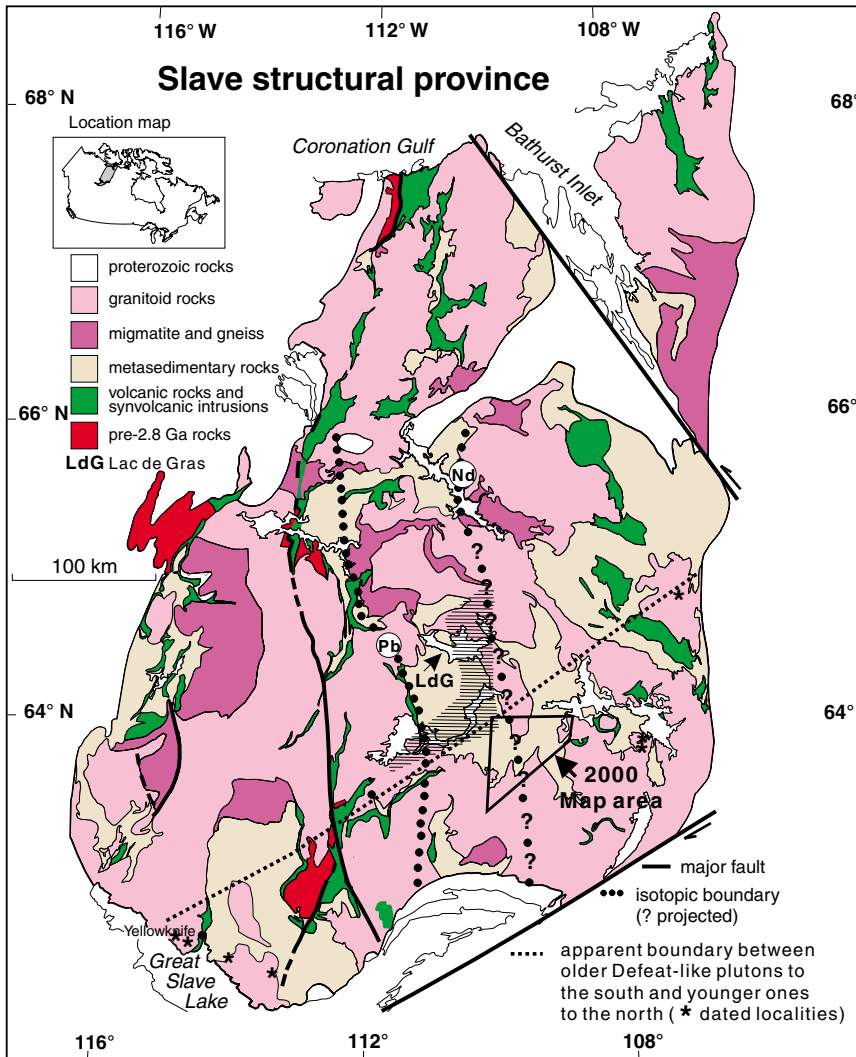 116° W
112° W
108° W
Slave structural province
68° N
68°
Location map
Coronation Gulf
Bathurst Inlet
proterozoic rocks
granitoid rocks
migmatite and gneiss
metasedimentary rocks
volcanic rocks and
synvolcanic intrusions
66° N
66°
pre-2.8 Ga rocks
LdG Lac de Gras
Nd
?
100 km
?
?
*
Pb
?
LdG
?
?
64° N
64°
?
*
*
2000
Map area
?
?
?
major fault
isotopic boundary
(? projected)
Yellowknife
* *
*
*
Great
Slave
Lake
apparent boundary between
older Defeat-like plutons to
the south and younger ones
to the north ( * dated localities)
116°
112°
108°